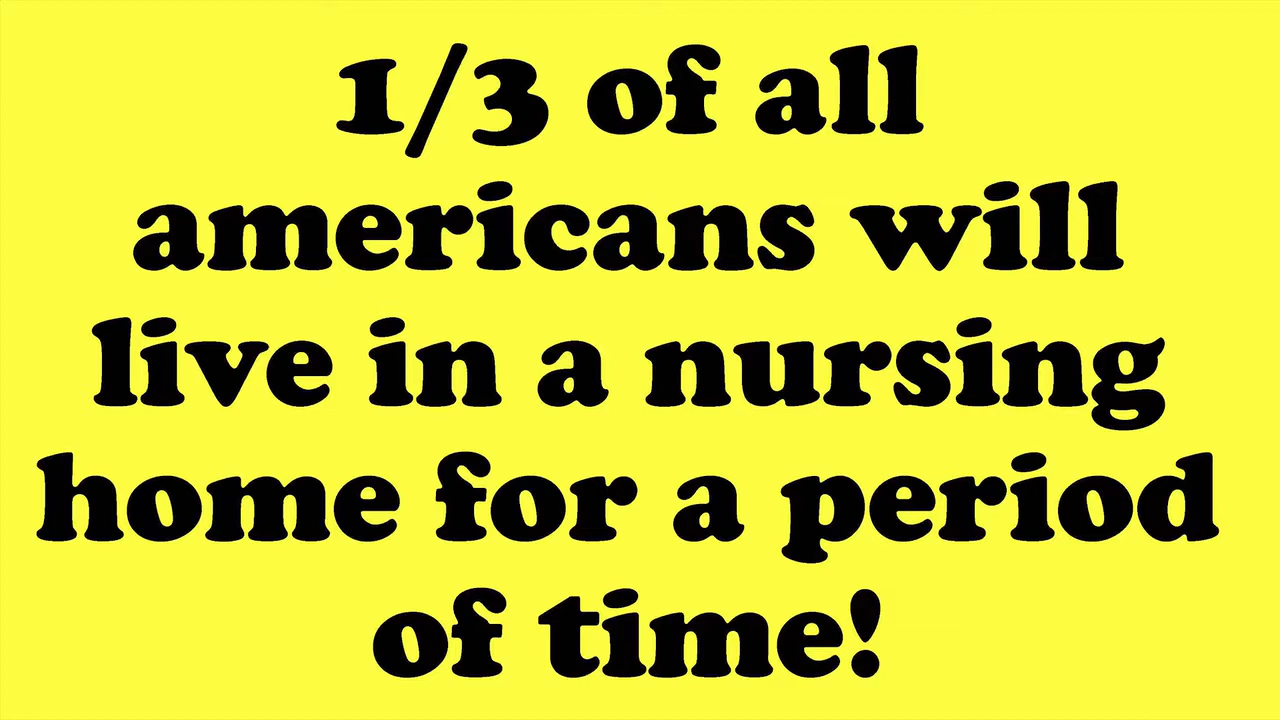 1/3 of all
americans will
live in a nursing
home for a period
of time!